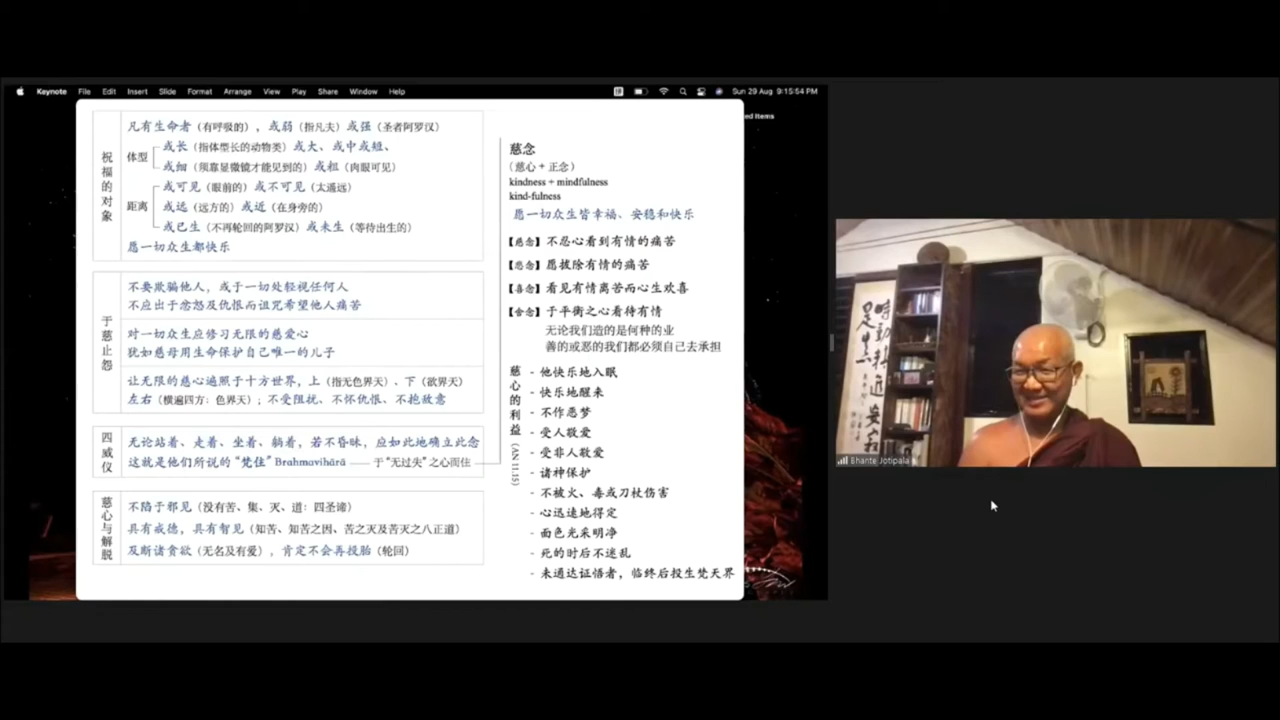 Keynote File Edit Insert Slide Format Arrange View Play Share Window Help
Sun 29 Aug 9:15:54 PM
ed Items
祝福的对象
凡有生命者（有呼吸的），或弱（指凡夫）或强（圣者阿罗汉）
体型
或长（指体型长的动物类）或大、或中或短、
或细（须靠显微镜才能见到的）或粗（肉眼可见）
距离
或可见（眼前的）或不可见（太遥远）
或远（远方的）或近（在身旁的）
或已生（不再轮回的阿罗汉）或未生（等待出生的）
愿一切众生都快乐
于慈止怨
不要欺骗他人，或于一切处轻视任何人
不应出于忿怒及仇恨而诅咒希望他人痛苦
对一切众生应修习无限的慈爱心
犹如慈母用生命保护自己唯一的儿子
让无限的慈心遍照于十方世界，上（指无色界天）、下（欲界天）
左右（横遍四方：色界天）；不受阻扰、不怀仇恨、不抱敌意
四威仪
无论站着、走着、坐着、躺着，若不昏昧，应如此地确立此念
这就是他们所说的“梵住” Brahmavihārā —— 于“无过失”之心而住
慈心与解脱
不陷于邪见（没有苦、集、灭、道：四圣谛）
具有戒德，具有智见（知苦、知苦之因、苦之灭及苦灭之八正道）
及断诸贪欲（无名及有爱），肯定不会再投胎（轮回）
慈念
（慈心 + 正念）
kindness + mindfulness
kind-fulness
愿一切众生皆幸福、安稳和快乐
【慈念】不忍心看到有情的痛苦
【悲念】愿拔除有情的痛苦
【喜念】看见有情离苦而心生欢喜
【舍念】于平衡之心看待有情
无论我们造的是何种的业
善的或恶的我们都必须自己去承担
慈心的利益（AN 11.15）
- 他快乐地入眠
- 快乐地醒来
- 不作恶梦
- 受人敬爱
- 受非人敬爱
- 诸神保护
- 不被火、毒或刀杖伤害
- 心迅速地得定
- 面色光采明净
- 死的时后不迷乱
- 未通达证悟者，临终后投生梵天界
Bhante Jotipala